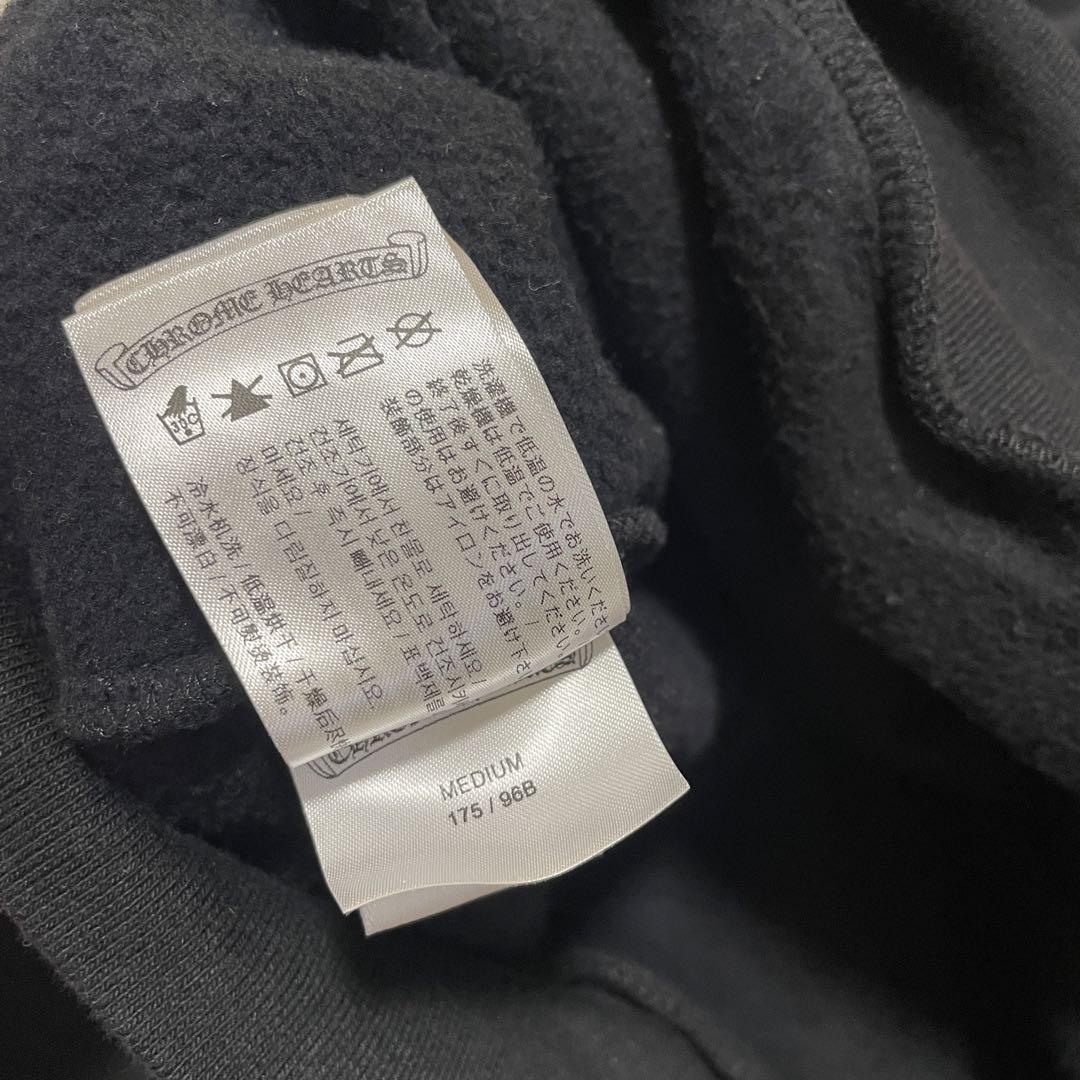 CHROME HEARTS
洗濯機で低温の水でお洗いくださ
乾燥機は低温でご使用ください。
終了後すぐに取り出してください
の使用はお避けください。 /
装飾部分はアイロンをお避け下さ
세탁기에서 찬물로 세탁하세요 /
건조기에서 낮은 온도로 건조시키
건조 후 즉시 빼내세요 / 표백제를
마세요 /
장식을 다림질하지 마십시오.
冷水机洗 / 低温烘干 / 干燥后尽
不可漂白 / 不可熨烫装饰。
MEDIUM
175 / 96B